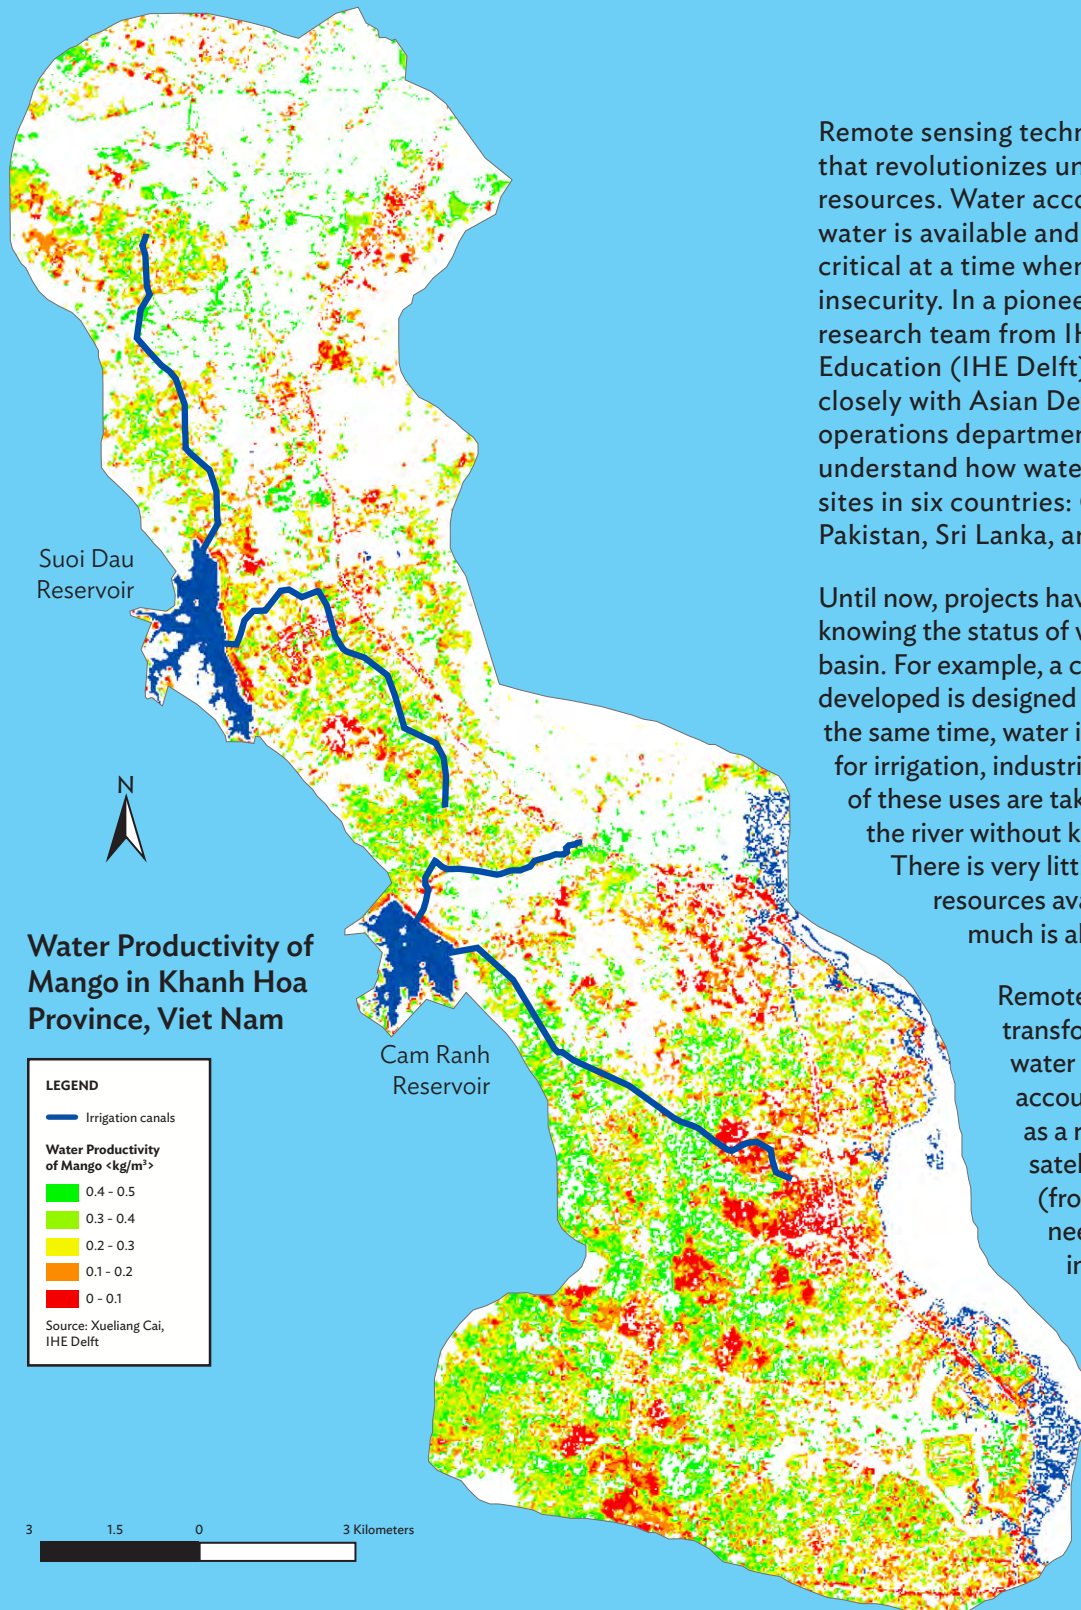 Remote sensing techn
that revolutionizes un
resources. Water acco
water is available and
critical at a time when
insecurity. In a pionee
research team from IH
Education (IHE Delft)
closely with Asian De
operations departmen
understand how wate
sites in six countries:
Pakistan, Sri Lanka, an
Until now, projects hav
knowing the status of
basin. For example, a c
developed is designed
the same time, water i
for irrigation, industri
of these uses are tak
the river without k
There is very litt
resources ava
much is al
Remote
transfo
water
accou
as a
satel
(fro
nee
in
Suoi Dau
Reservoir
N
Water Productivity of
Mango in Khanh Hoa
Province, Viet Nam
Cam Ranh
Reservoir
LEGEND
Irrigation canals
Water Productivity
of Mango <kg/m³>
0.4 - 0.5
0.3 - 0.4
0.2 - 0.3
0.1 - 0.2
0 - 0.1
Source: Xueliang Cai,
IHE Delft
3 1.5 0 3 Kilometers